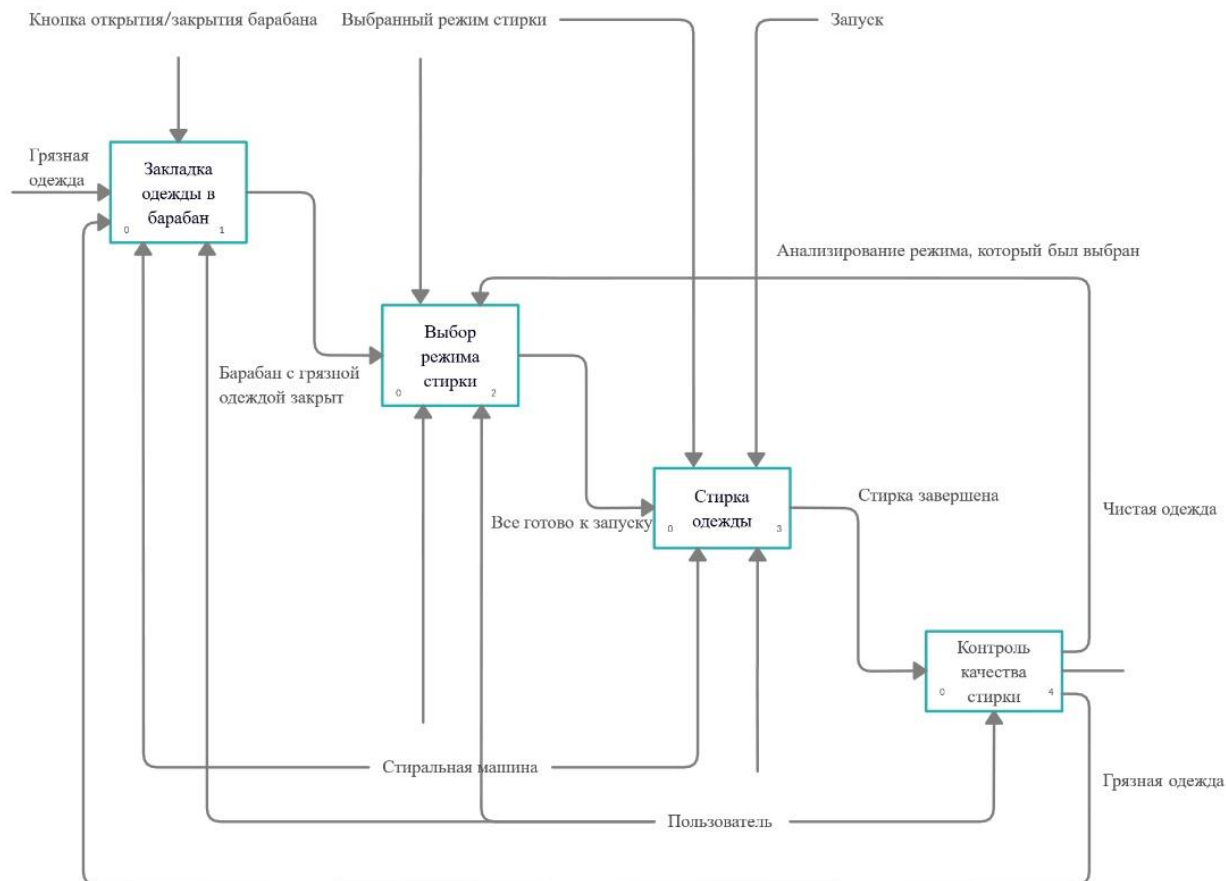 Кнопка открытия/закрытия барабана
Выбранный режим стирки
Запуск
Грязная
одежда
Закладка
одежды в
барабан
0 1
Анализирование режима, который был выбран
Выбор
режима
стирки
0 2
Барабан с грязной
одеждой закрыт
Стирка
одежды
0 3
Стирка завершена
Чистая одежда
Все готово к запуску
Контроль
качества
стирки
0 4
Стиральная машина
Грязная одежда
Пользователь